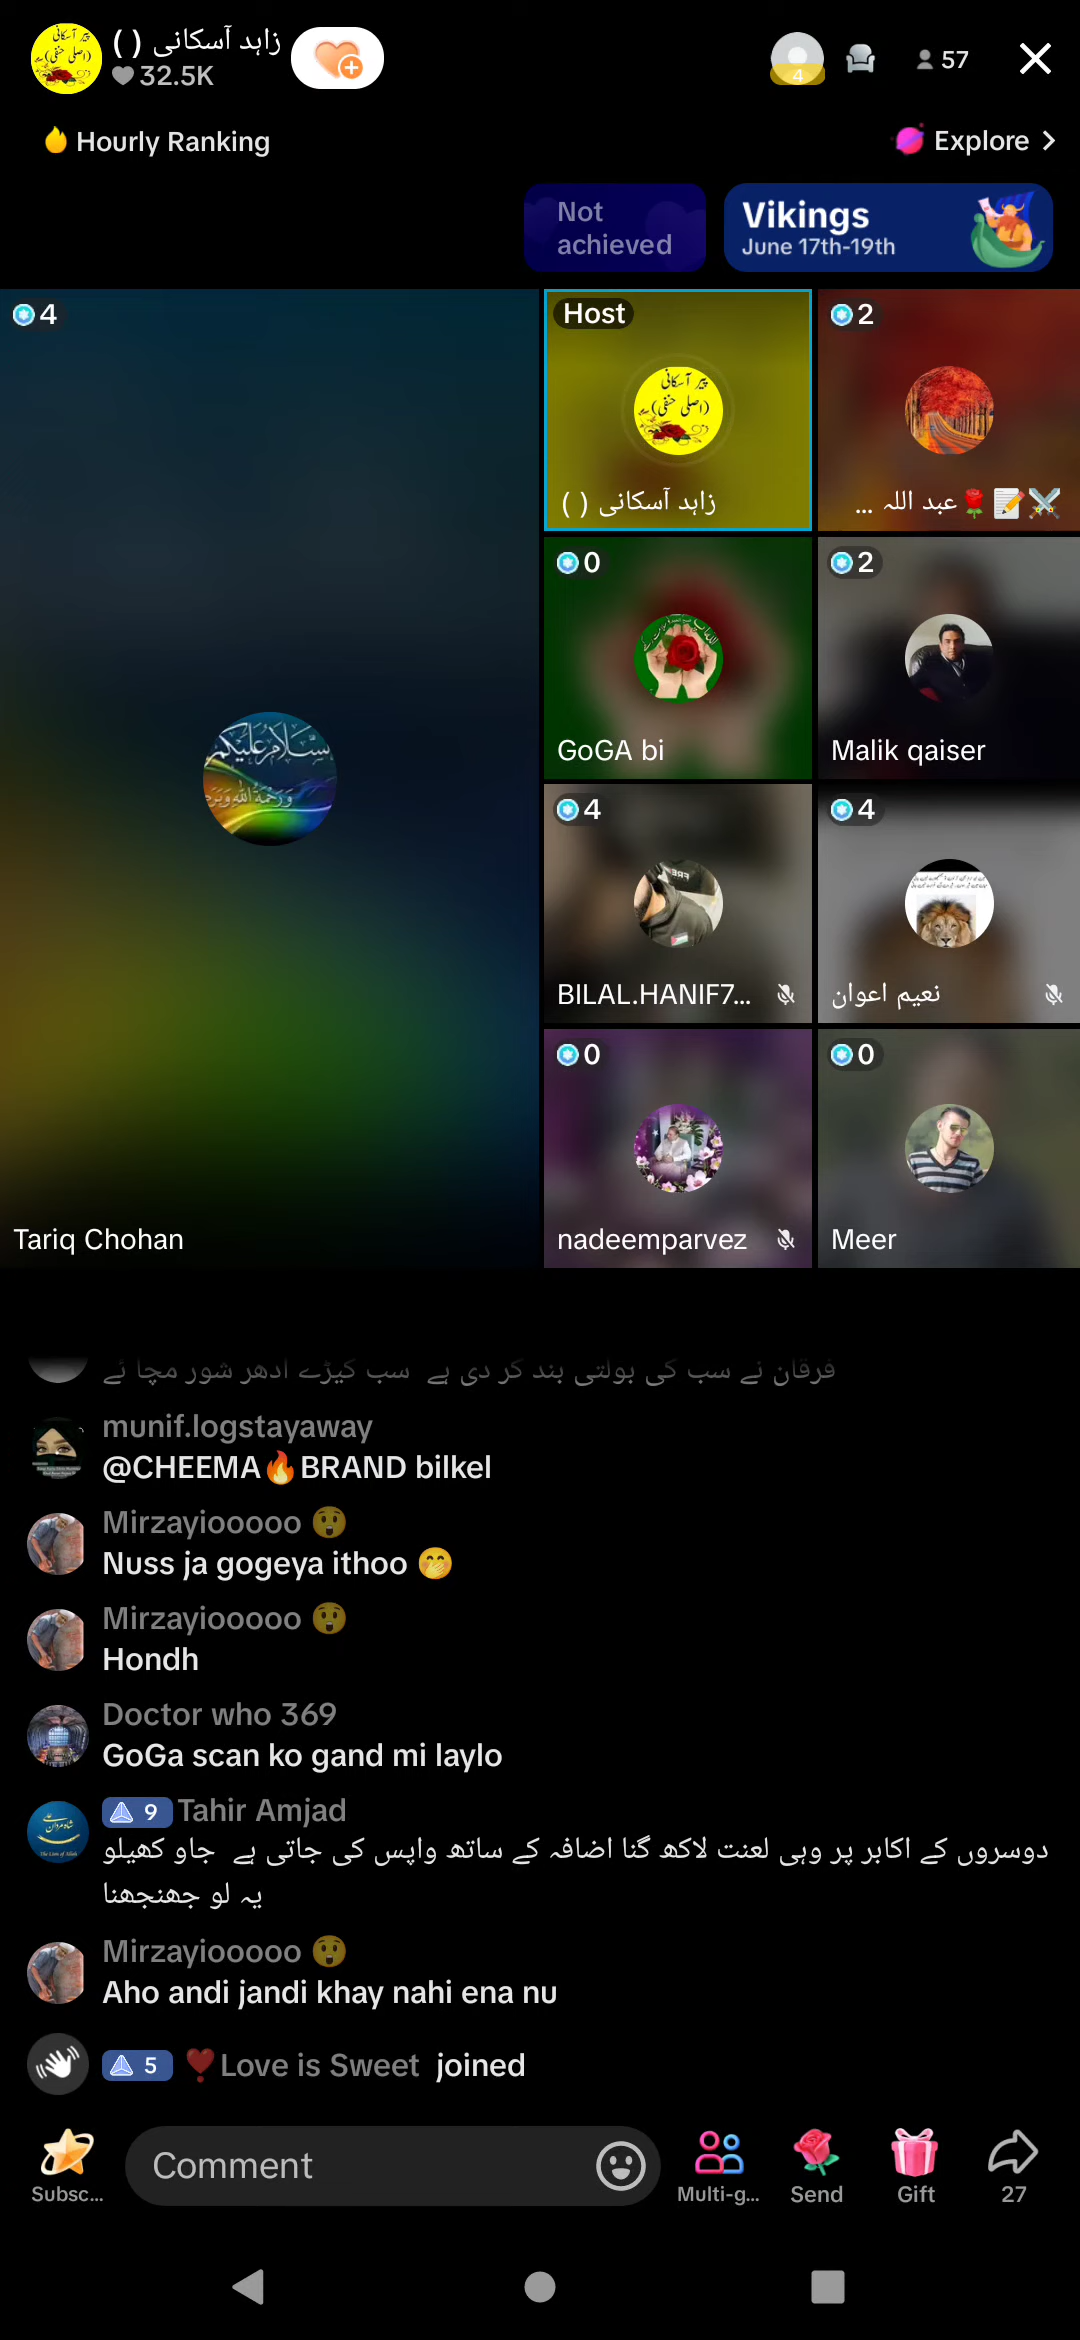 زاہد آسکانی ( )
32.5K
4
57
Hourly Ranking
Explore
Not
achieved
Vikings
June 17th-19th
4
Tariq Chohan
Host
پیر آسکانی
(اصلی حنفی)
زاہد آسکانی ( )
2
⚔️📝🌹عبد اللہ ...
0
GoGA bi
2
Malik qaiser
4
BILAL.HANIF7...
4
نعیم اعوان
0
nadeemparvez
0
Meer
فرقان نے سب کی بولتی بند کر دی ہے سب کیڑے ادھر شور مچا ئے
munif.logstayaway
@CHEEMA🔥BRAND bilkel
Mirzayiooooo 😲
Nuss ja gogeya ithoo 🤭
Mirzayiooooo 😲
Hondh
Doctor who 369
GoGa scan ko gand mi laylo
9 Tahir Amjad
دوسروں کے اکابر پر وہی لعنت لاکھ گنا اضافہ کے ساتھ واپس کی جاتی ہے جاو کھیلو
یہ لو جھنجھنا
Mirzayiooooo 😲
Aho andi jandi khay nahi ena nu
5 ❣Love is Sweet joined
Comment
Subsc...
Multi-g...
Send
Gift
27